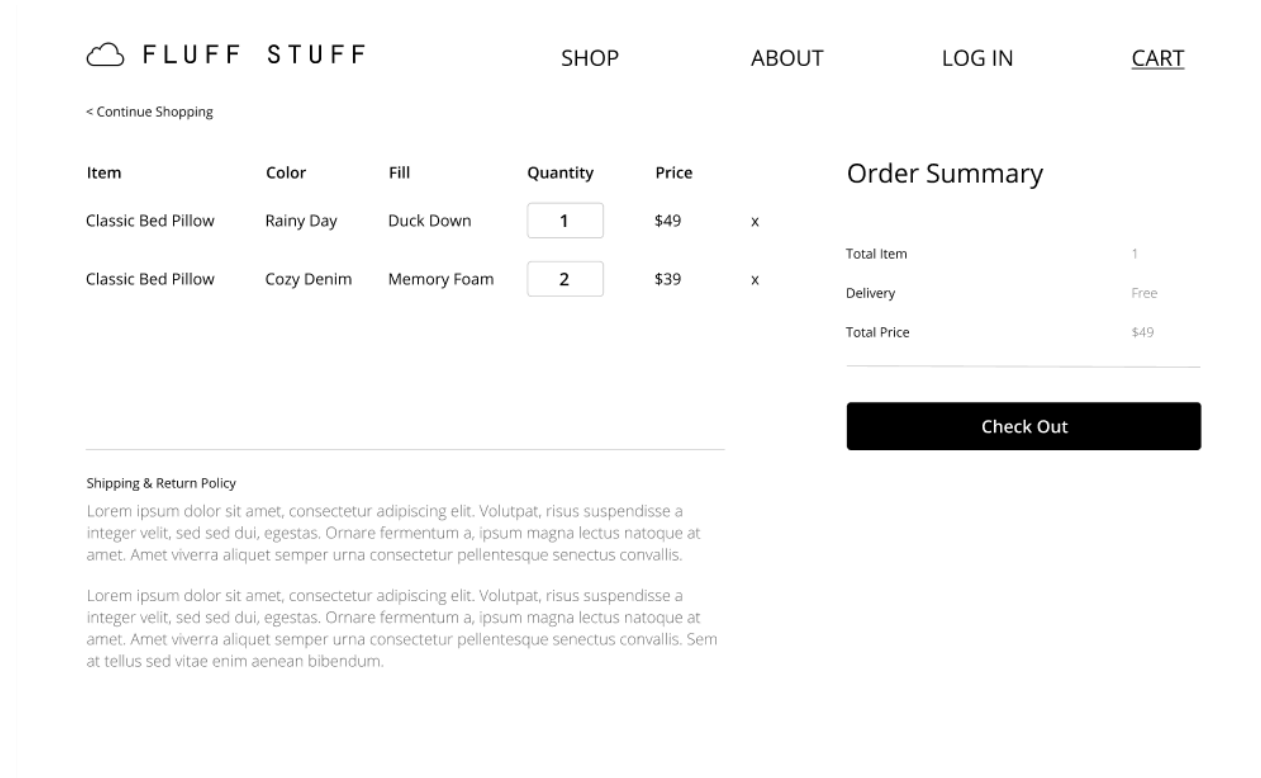 FLUFF STUFF SHOP ABOUT LOG IN CART
< Continue Shopping
Item Color Fill Quantity Price
Classic Bed Pillow Rainy Day Duck Down 1 $49 x
Classic Bed Pillow Cozy Denim Memory Foam 2 $39 x
Order Summary
Total Item 1
Delivery Free
Total Price $49
Check Out
Shipping & Return Policy
Lorem ipsum dolor sit amet, consectetur adipiscing elit. Volutpat, risus suspendisse a
integer velit, sed sed dui, egestas. Ornare fermentum a, ipsum magna lectus natoque at
amet. Amet viverra aliquet semper urna consectetur pellentesque senectus convallis.
Lorem ipsum dolor sit amet, consectetur adipiscing elit. Volutpat, risus suspendisse a
integer velit, sed sed dui, egestas. Ornare fermentum a, ipsum magna lectus natoque at
amet. Amet viverra aliquet semper urna consectetur pellentesque senectus convallis. Sem
at tellus sed vitae enim aenean bibendum.